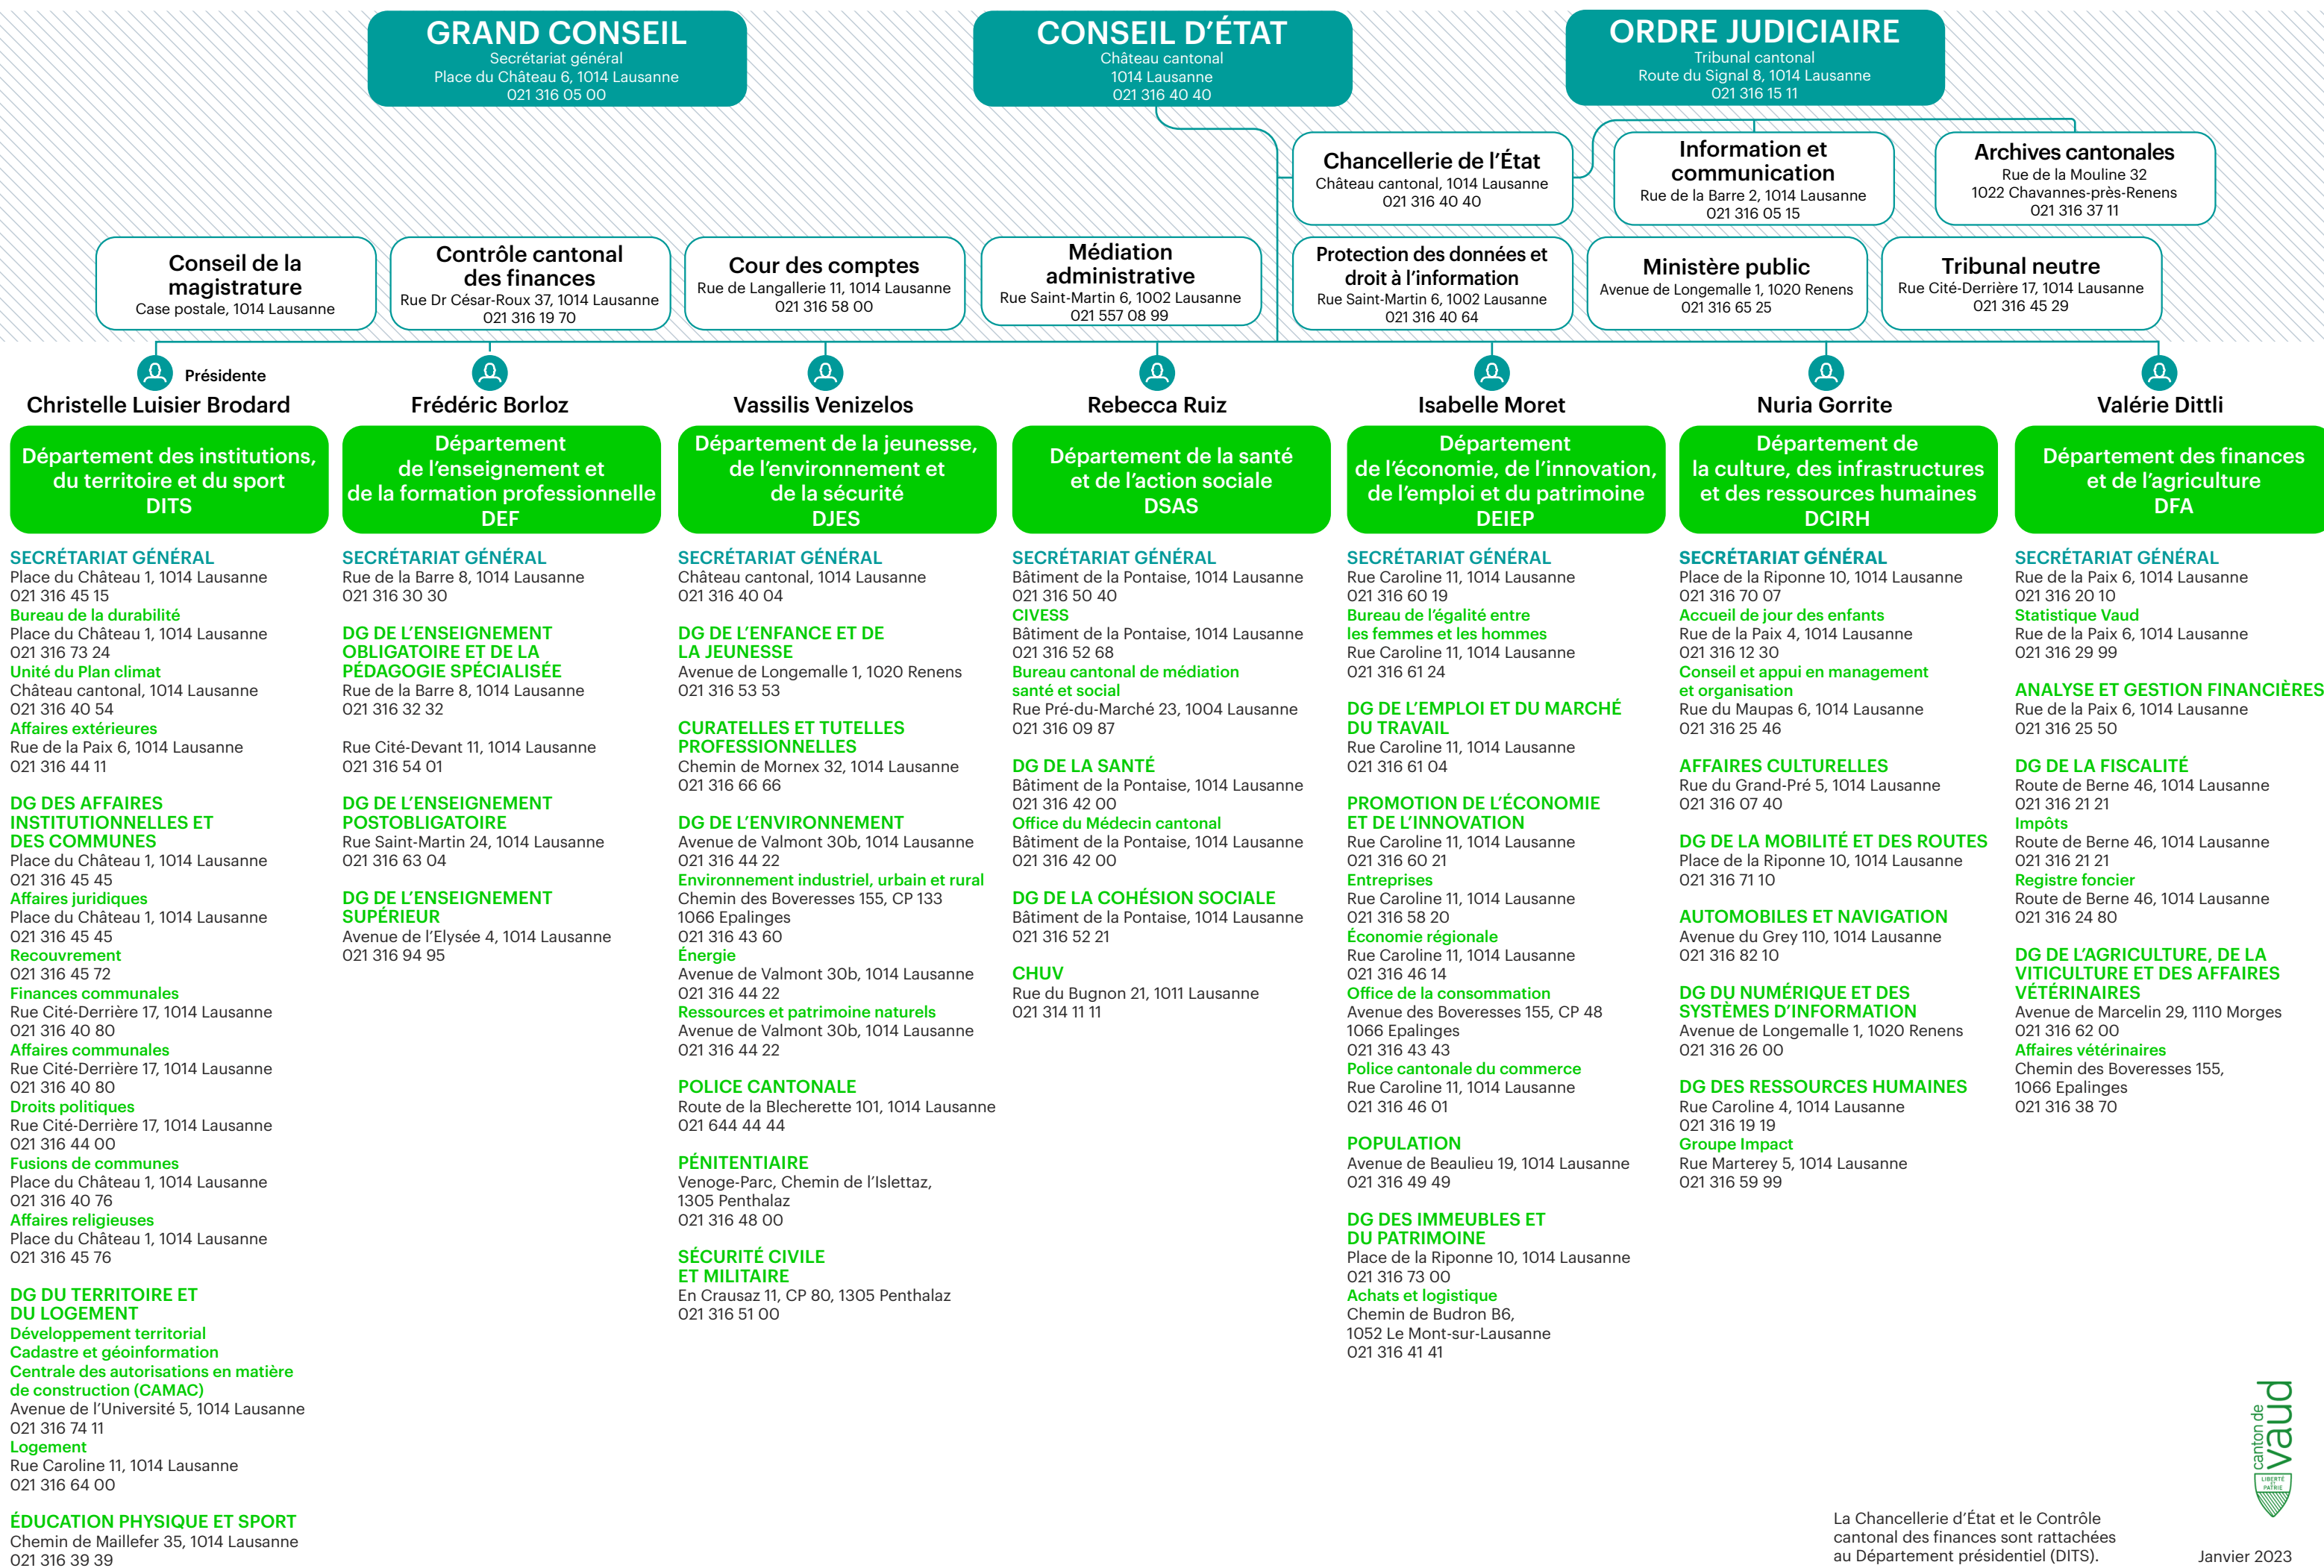 GRAND CONSEIL
Secrétariat général
Place du Château 6, 1014 Lausanne
021 316 05 00
CONSEIL D'ÉTAT
Château cantonal
1014 Lausanne
021 316 40 40
ORDRE JUDICIAIRE
Tribunal cantonal
Route du Signal 8, 1014 Lausanne
021 316 15 11
Chancellerie de l'État
Château cantonal, 1014 Lausanne
021 316 40 40
Information et
communication
Rue de la Barre 2, 1014 Lausanne
021 316 05 15
Archives cantonales
Rue de la Mouline 32
1022 Chavannes-près-Renens
021 316 37 11
Conseil de la
magistrature
Case postale, 1014 Lausanne
Contrôle cantonal
des finances
Rue Dr César-Roux 37, 1014 Lausanne
021 316 19 70
Cour des comptes
Rue de Langallerie 11, 1014 Lausanne
021 316 58 00
Médiation
administrative
Rue Saint-Martin 6, 1002 Lausanne
021 557 08 99
Protection des données et
droit à l'information
Rue Saint-Martin 6, 1002 Lausanne
021 316 40 64
Ministère public
Avenue de Longemalle 1, 1020 Renens
021 316 65 25
Tribunal neutre
Rue Cité-Derrière 17, 1014 Lausanne
021 316 45 29
Présidente
Christelle Luisier Brodard
Département des institutions,
du territoire et du sport
DITS
SECRÉTARIAT GÉNÉRAL
Place du Château 1, 1014 Lausanne
021 316 45 15
Bureau de la durabilité
Place du Château 1, 1014 Lausanne
021 316 73 24
Unité du Plan climat
Château cantonal, 1014 Lausanne
021 316 40 54
Affaires extérieures
Rue de la Paix 6, 1014 Lausanne
021 316 44 11
DG DES AFFAIRES
INSTITUTIONNELLES ET
DES COMMUNES
Place du Château 1, 1014 Lausanne
021 316 45 45
Affaires juridiques
Place du Château 1, 1014 Lausanne
021 316 45 45
Recouvrement
021 316 45 72
Finances communales
Rue Cité-Derrière 17, 1014 Lausanne
021 316 40 80
Affaires communales
Rue Cité-Derrière 17, 1014 Lausanne
021 316 40 80
Droits politiques
Rue Cité-Derrière 17, 1014 Lausanne
021 316 44 00
Fusions de communes
Place du Château 1, 1014 Lausanne
021 316 40 76
Affaires religieuses
Place du Château 1, 1014 Lausanne
021 316 45 76
DG DU TERRITOIRE ET
DU LOGEMENT
Développement territorial
Cadastre et géoinformation
Centrale des autorisations en matière
de construction (CAMAC)
Avenue de l'Université 5, 1014 Lausanne
021 316 74 11
Logement
Rue Caroline 11, 1014 Lausanne
021 316 64 00
ÉDUCATION PHYSIQUE ET SPORT
Chemin de Maillefer 35, 1014 Lausanne
021 316 39 39
Frédéric Borloz
Département
de l'enseignement et
de la formation professionnelle
DEF
SECRÉTARIAT GÉNÉRAL
Rue de la Barre 8, 1014 Lausanne
021 316 30 30
DG DE L'ENSEIGNEMENT
OBLIGATOIRE ET DE LA
PÉDAGOGIE SPÉCIALISÉE
Rue de la Barre 8, 1014 Lausanne
021 316 32 32
Rue Cité-Devant 11, 1014 Lausanne
021 316 54 01
DG DE L'ENSEIGNEMENT
POSTOBLIGATOIRE
Rue Saint-Martin 24, 1014 Lausanne
021 316 63 04
DG DE L'ENSEIGNEMENT
SUPÉRIEUR
Avenue de l'Elysée 4, 1014 Lausanne
021 316 94 95
Vassilis Venizelos
Département de la jeunesse,
de l'environnement et
de la sécurité
DJES
SECRÉTARIAT GÉNÉRAL
Château cantonal, 1014 Lausanne
021 316 40 04
DG DE L'ENFANCE ET DE
LA JEUNESSE
Avenue de Longemalle 1, 1020 Renens
021 316 53 53
CURATELLES ET TUTELLES
PROFESSIONNELLES
Chemin de Mornex 32, 1014 Lausanne
021 316 66 66
DG DE L'ENVIRONNEMENT
Avenue de Valmont 30b, 1014 Lausanne
021 316 44 22
Environnement industriel, urbain et rural
Chemin des Boveresses 155, CP 133
1066 Epalinges
021 316 43 60
Énergie
Avenue de Valmont 30b, 1014 Lausanne
021 316 44 22
Ressources et patrimoine naturels
Avenue de Valmont 30b, 1014 Lausanne
021 316 44 22
POLICE CANTONALE
Route de la Blecherette 101, 1014 Lausanne
021 644 44 44
PÉNITENTIAIRE
Venoge-Parc, Chemin de l'Islettaz,
1305 Penthalaz
021 316 48 00
SÉCURITÉ CIVILE
ET MILITAIRE
En Crausaz 11, CP 80, 1305 Penthalaz
021 316 51 00
Rebecca Ruiz
Département de la santé
et de l'action sociale
DSAS
SECRÉTARIAT GÉNÉRAL
Bâtiment de la Pontaise, 1014 Lausanne
021 316 50 40
CIVESS
Bâtiment de la Pontaise, 1014 Lausanne
021 316 52 68
Bureau cantonal de médiation
santé et social
Rue Pré-du-Marché 23, 1004 Lausanne
021 316 09 87
DG DE LA SANTÉ
Bâtiment de la Pontaise, 1014 Lausanne
021 316 42 00
Office du Médecin cantonal
Bâtiment de la Pontaise, 1014 Lausanne
021 316 42 00
DG DE LA COHÉSION SOCIALE
Bâtiment de la Pontaise, 1014 Lausanne
021 316 52 21
CHUV
Rue du Bugnon 21, 1011 Lausanne
021 314 11 11
Isabelle Moret
Département
de l'économie, de l'innovation,
de l'emploi et du patrimoine
DEIEP
SECRÉTARIAT GÉNÉRAL
Rue Caroline 11, 1014 Lausanne
021 316 60 19
Bureau de l'égalité entre
les femmes et les hommes
Rue Caroline 11, 1014 Lausanne
021 316 61 24
DG DE L'EMPLOI ET DU MARCHÉ
DU TRAVAIL
Rue Caroline 11, 1014 Lausanne
021 316 61 04
PROMOTION DE L'ÉCONOMIE
ET DE L'INNOVATION
Rue Caroline 11, 1014 Lausanne
021 316 60 21
Entreprises
Rue Caroline 11, 1014 Lausanne
021 316 58 20
Économie régionale
Rue Caroline 11, 1014 Lausanne
021 316 46 14
Office de la consommation
Avenue des Boveresses 155, CP 48
1066 Epalinges
021 316 43 43
Police cantonale du commerce
Rue Caroline 11, 1014 Lausanne
021 316 46 01
POPULATION
Avenue de Beaulieu 19, 1014 Lausanne
021 316 49 49
DG DES IMMEUBLES ET
DU PATRIMOINE
Place de la Riponne 10, 1014 Lausanne
021 316 73 00
Achats et logistique
Chemin de Budron B6,
1052 Le Mont-sur-Lausanne
021 316 41 41
Nuria Gorrite
Département de
la culture, des infrastructures
et des ressources humaines
DCIRH
SECRÉTARIAT GÉNÉRAL
Place de la Riponne 10, 1014 Lausanne
021 316 70 07
Accueil de jour des enfants
Rue de la Paix 4, 1014 Lausanne
021 316 12 30
Conseil et appui en management
et organisation
Rue du Maupas 6, 1014 Lausanne
021 316 25 46
AFFAIRES CULTURELLES
Rue du Grand-Pré 5, 1014 Lausanne
021 316 07 40
DG DE LA MOBILITÉ ET DES ROUTES
Place de la Riponne 10, 1014 Lausanne
021 316 71 10
AUTOMOBILES ET NAVIGATION
Avenue du Grey 110, 1014 Lausanne
021 316 82 10
DG DU NUMÉRIQUE ET DES
SYSTÈMES D'INFORMATION
Avenue de Longemalle 1, 1020 Renens
021 316 26 00
DG DES RESSOURCES HUMAINES
Rue Caroline 4, 1014 Lausanne
021 316 19 19
Groupe Impact
Rue Marterey 5, 1014 Lausanne
021 316 59 99
Valérie Dittli
Département des finances
et de l'agriculture
DFA
SECRÉTARIAT GÉNÉRAL
Rue de la Paix 6, 1014 Lausanne
021 316 20 10
Statistique Vaud
Rue de la Paix 6, 1014 Lausanne
021 316 29 99
ANALYSE ET GESTION FINANCIÈRES
Rue de la Paix 6, 1014 Lausanne
021 316 25 50
DG DE LA FISCALITÉ
Route de Berne 46, 1014 Lausanne
021 316 21 21
Impôts
Route de Berne 46, 1014 Lausanne
021 316 21 21
Registre foncier
Route de Berne 46, 1014 Lausanne
021 316 24 80
DG DE L'AGRICULTURE, DE LA
VITICULTURE ET DES AFFAIRES
VÉTÉRINAIRES
Avenue de Marcelin 29, 1110 Morges
021 316 62 00
Affaires vétérinaires
Chemin des Boveresses 155,
1066 Epalinges
021 316 38 70
canton de
vaud
LIBERTÉ
ET
PATRIE
La Chancellerie d'État et le Contrôle
cantonal des finances sont rattachées
au Département présidentiel (DITS).
Janvier 2023